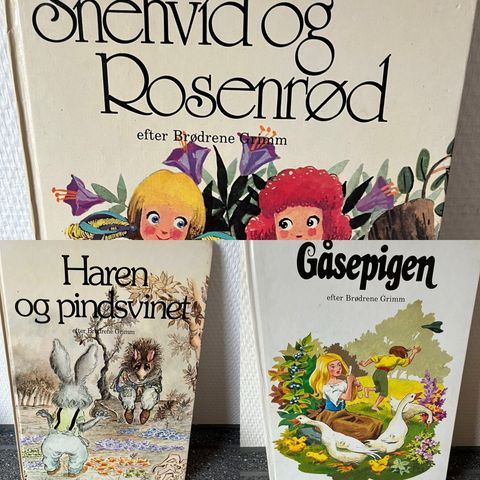 Snehvid og
Rosenrød
efter Brødrene Grimm
Haren
og pindsvinet
efter Brødrene Grimm
Gåsepigen
efter Brødrene Grimm